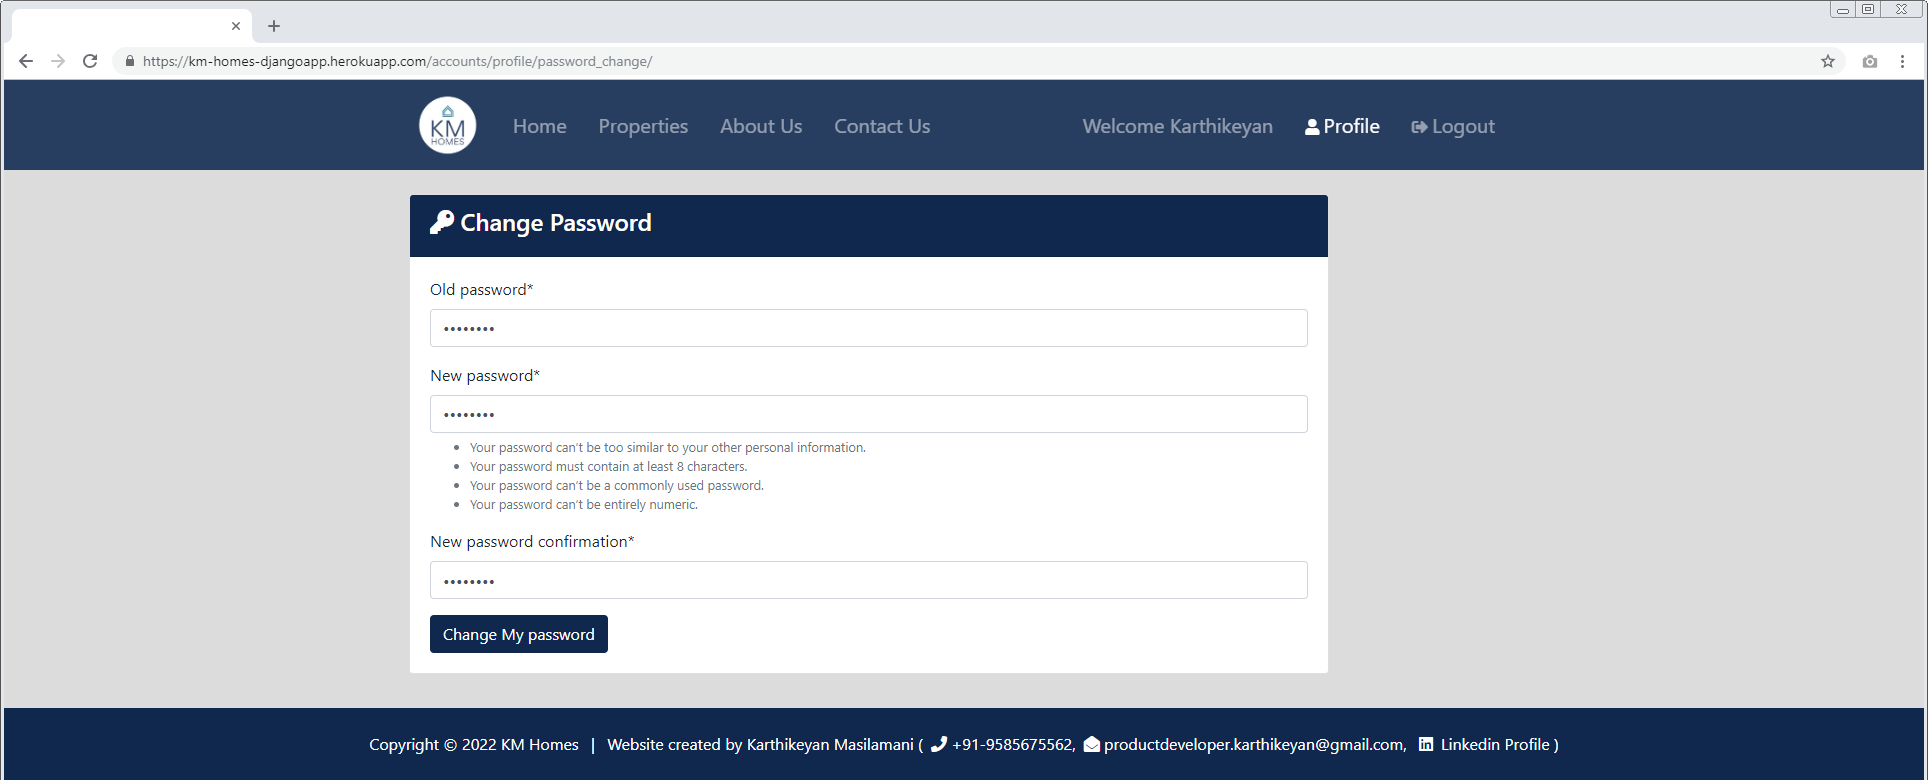 https://km-homes-djangoapp.herokuapp.com/accounts/profile/password_change/
KM HOMES
Home Properties About Us Contact Us Welcome Karthikeyan Profile Logout
Change Password
Old password*
••••••••
New password*
••••••••
• Your password can't be too similar to your other personal information.
• Your password must contain at least 8 characters.
• Your password can't be a commonly used password.
• Your password can't be entirely numeric.
New password confirmation*
••••••••
Change My password
Copyright © 2022 KM Homes | Website created by Karthikeyan Masilamani ( +91-9585675562, productdeveloper.karthikeyan@gmail.com, Linkedin Profile )